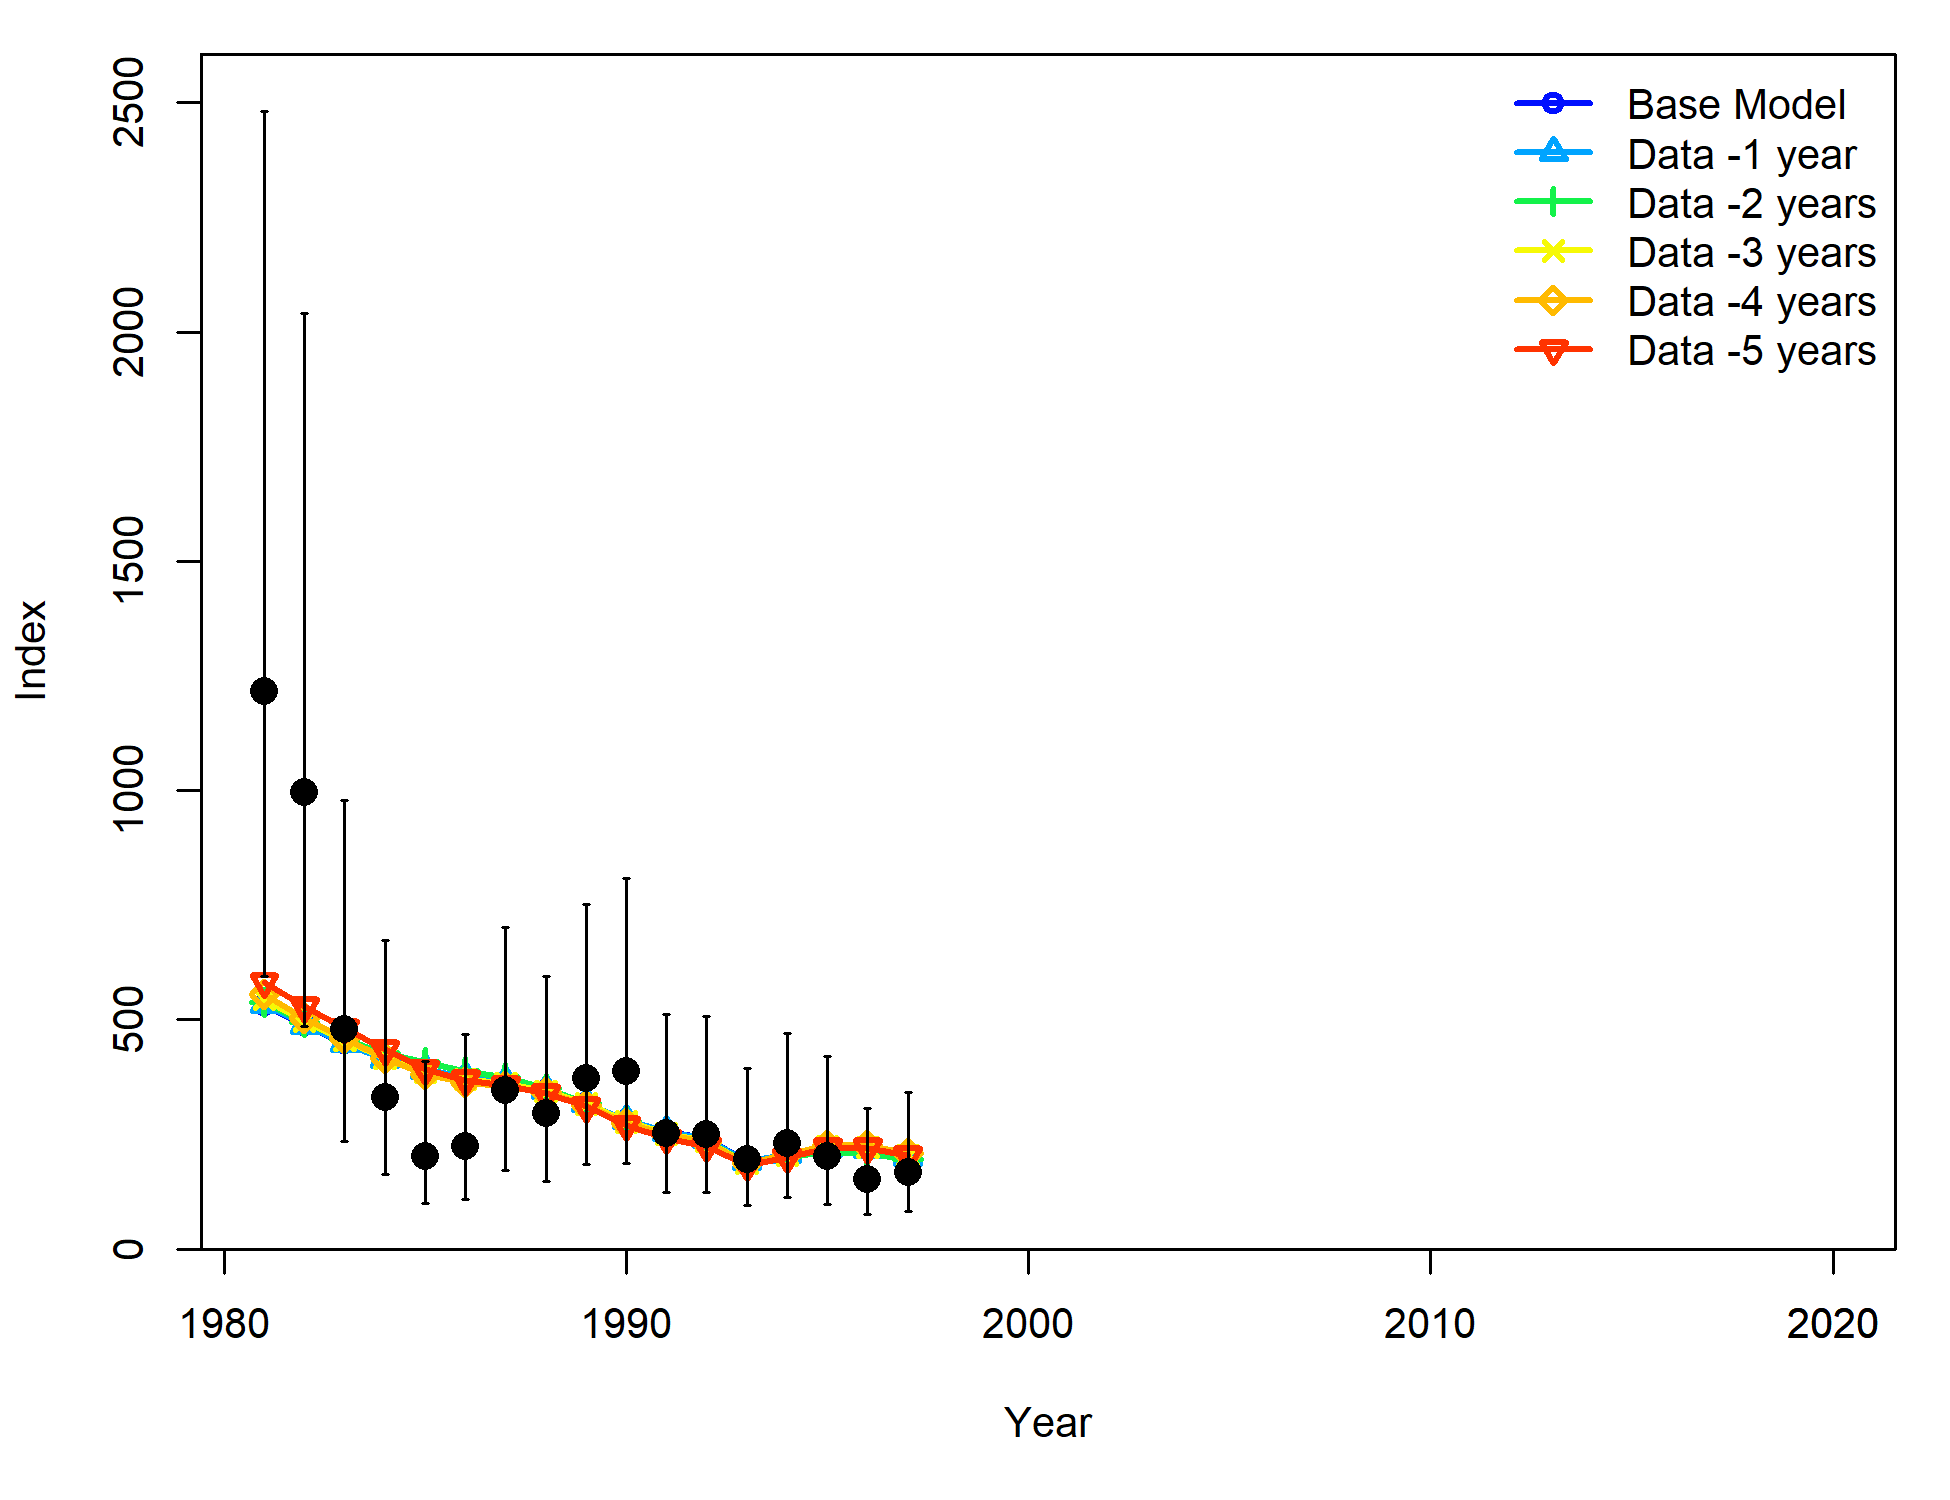 Base Model
Data -1 year
Data -2 years
Data -3 years
Data -4 years
Data -5 years
2500
2000
1500
1000
500
0
Index
1980 1990 2000 2010 2020
Year